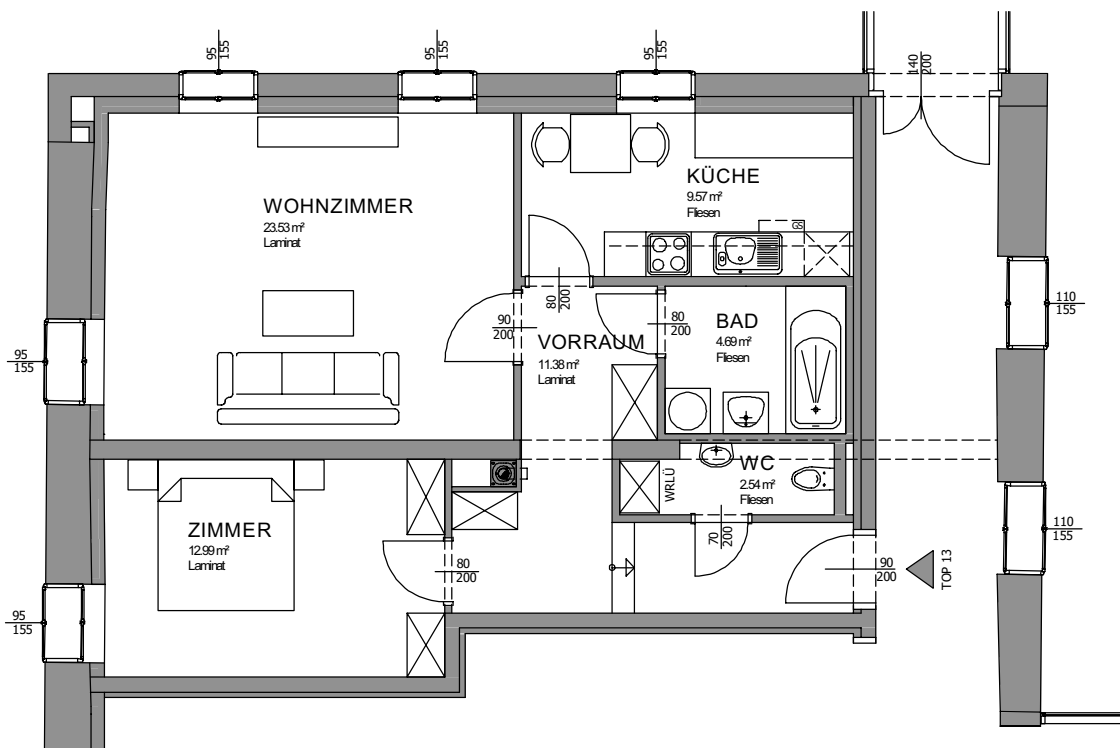 95
155
95
155
95
155
140
200
WOHNZIMMER
23.53 m²
Laminat
KÜCHE
9.57 m²
Fliesen
GS
80
200
90
200
80
200
VORRAUM
11.38 m²
Laminat
BAD
4.69 m²
Fliesen
110
155
95
155
WC
2.54 m²
Fliesen
WRLÜ
ZIMMER
12.99 m²
Laminat
70
200
80
200
90
200
TOP 13
110
155
95
155